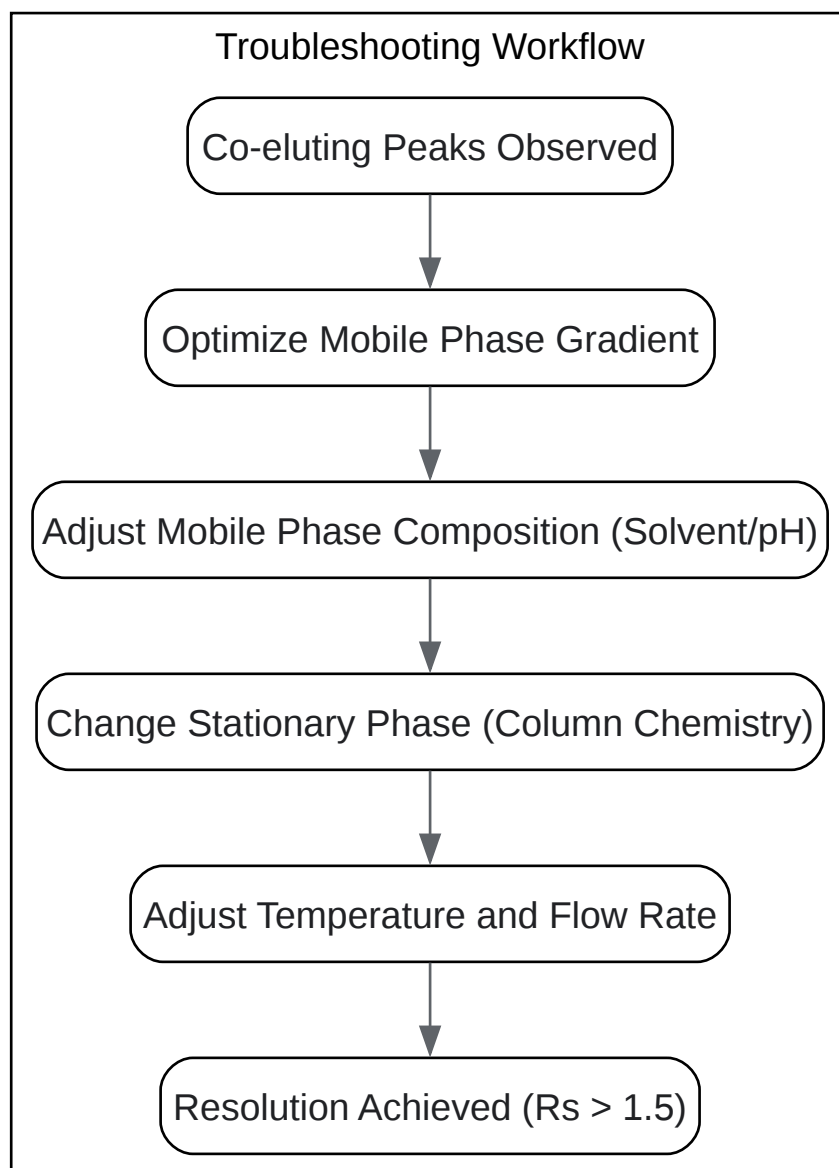 Troubleshooting Workflow
Co-eluting Peaks Observed
Optimize Mobile Phase Gradient
Adjust Mobile Phase Composition (Solvent/pH)
Change Stationary Phase (Column Chemistry)
Adjust Temperature and Flow Rate
Resolution Achieved (Rs > 1.5)